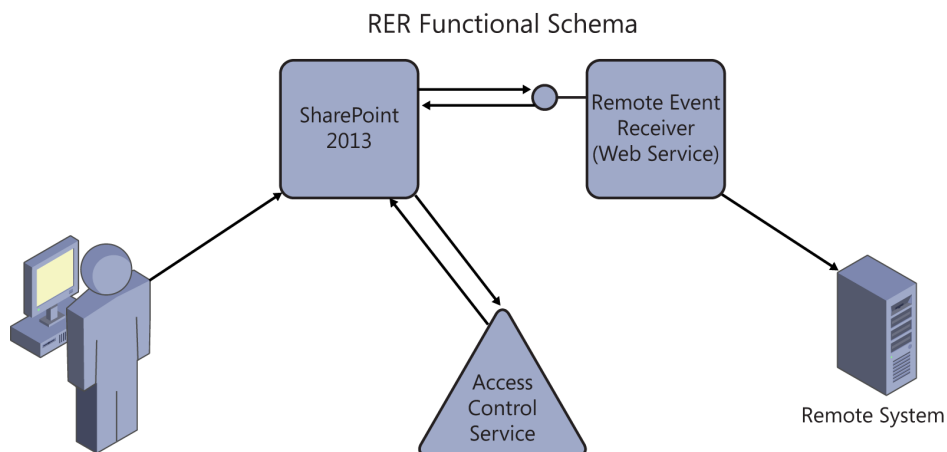 RER Functional Schema
SharePoint
2013
Remote Event
Receiver
(Web Service)
Access
Control
Service
Remote System